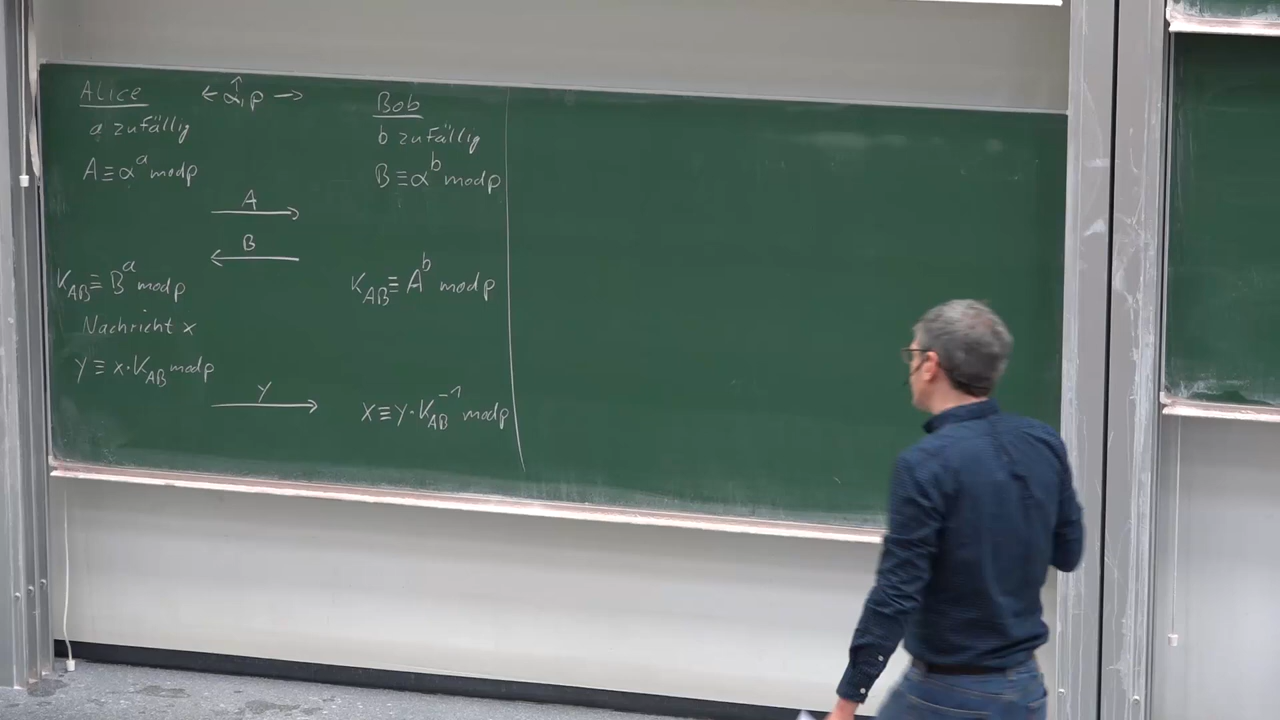 Alice ← α, p → Bob
a zufällig b zufällig
A ≡ α^a mod p B ≡ α^b mod p
A
B
K_AB ≡ B^a mod p K_AB ≡ A^b mod p
Nachricht x
y ≡ x · K_AB mod p
y x ≡ y · K_AB^-1 mod p